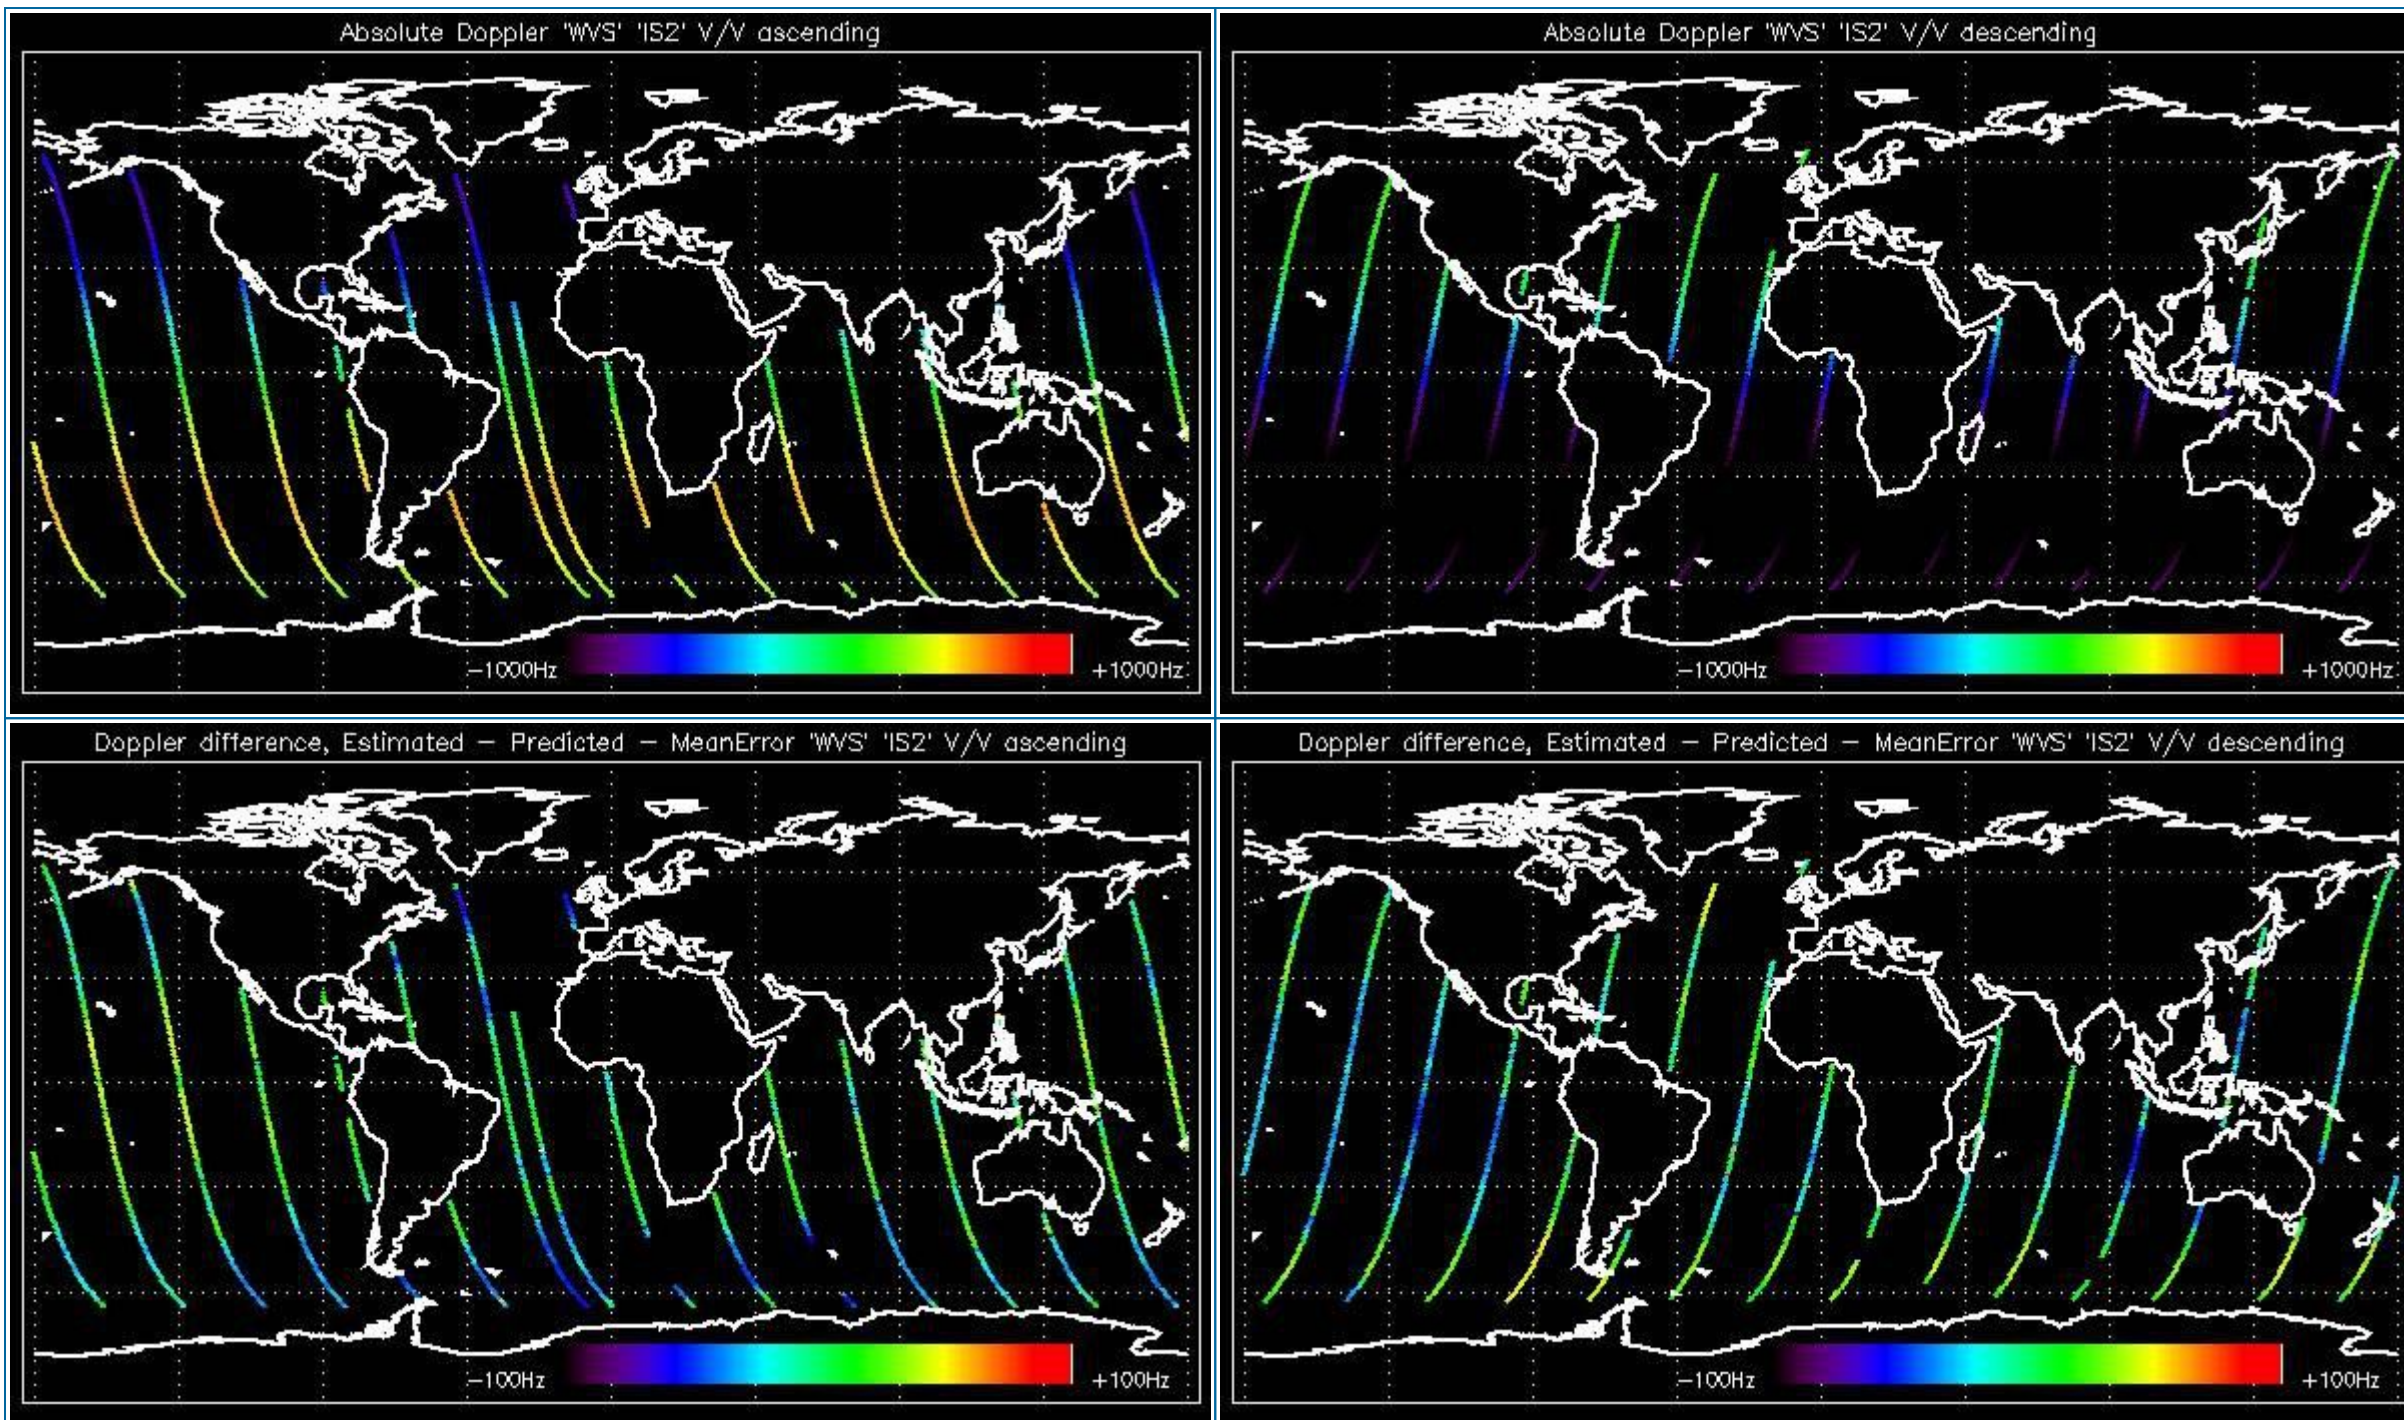 Absolute Doppler 'WVS' 'IS2' V/V ascending
-1000Hz
+1000Hz
Absolute Doppler 'WVS' 'IS2' V/V descending
-1000Hz
+1000Hz
Doppler difference, Estimated - Predicted - MeanError 'WVS' 'IS2' V/V ascending
-100Hz
+100Hz
Doppler difference, Estimated - Predicted - MeanError 'WVS' 'IS2' V/V descending
-100Hz
+100Hz